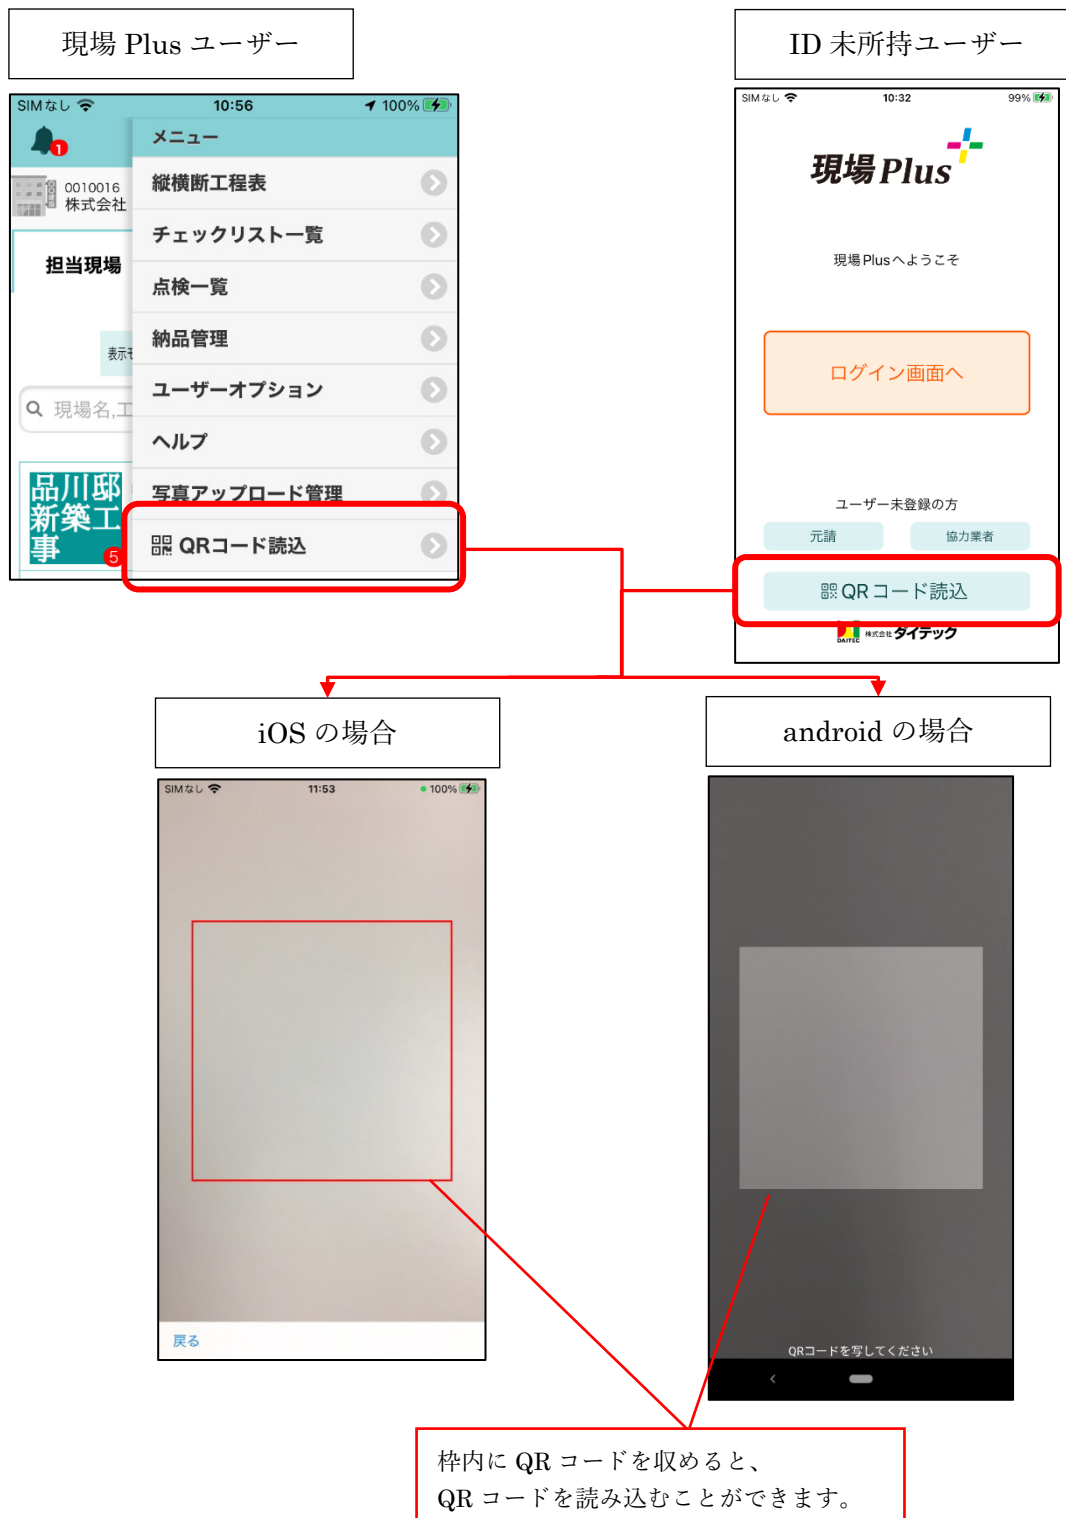 現場 Plus ユーザー
ID 未所持ユーザー
SIMなし 10:56 100%
メニュー
1
0010016
株式会社
縦横断工程表
チェックリスト一覧
担当現場
点検一覧
納品管理
表示モ
ユーザーオプション
現場名,工
ヘルプ
写真アップロード管理
品川邸
新築工
事
5
QRコード読込
SIMなし 10:32 99%
現場 Plus
現場Plusへようこそ
ログイン画面へ
ユーザー未登録の方
元請
協力業者
QRコード読込
DAITEC 株式会社 ダイテック
iOS の場合
android の場合
SIMなし 11:53 100%
戻る
QRコードを写してください
枠内に QR コードを収めると、
QR コードを読み込むことができます。